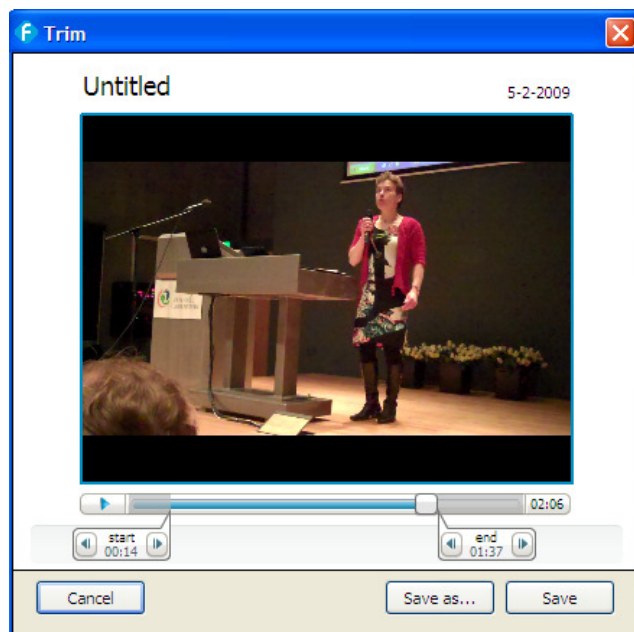 Trim
Untitled
5-2-2009
02:06
start
00:14
end
01:37
Cancel
Save as...
Save